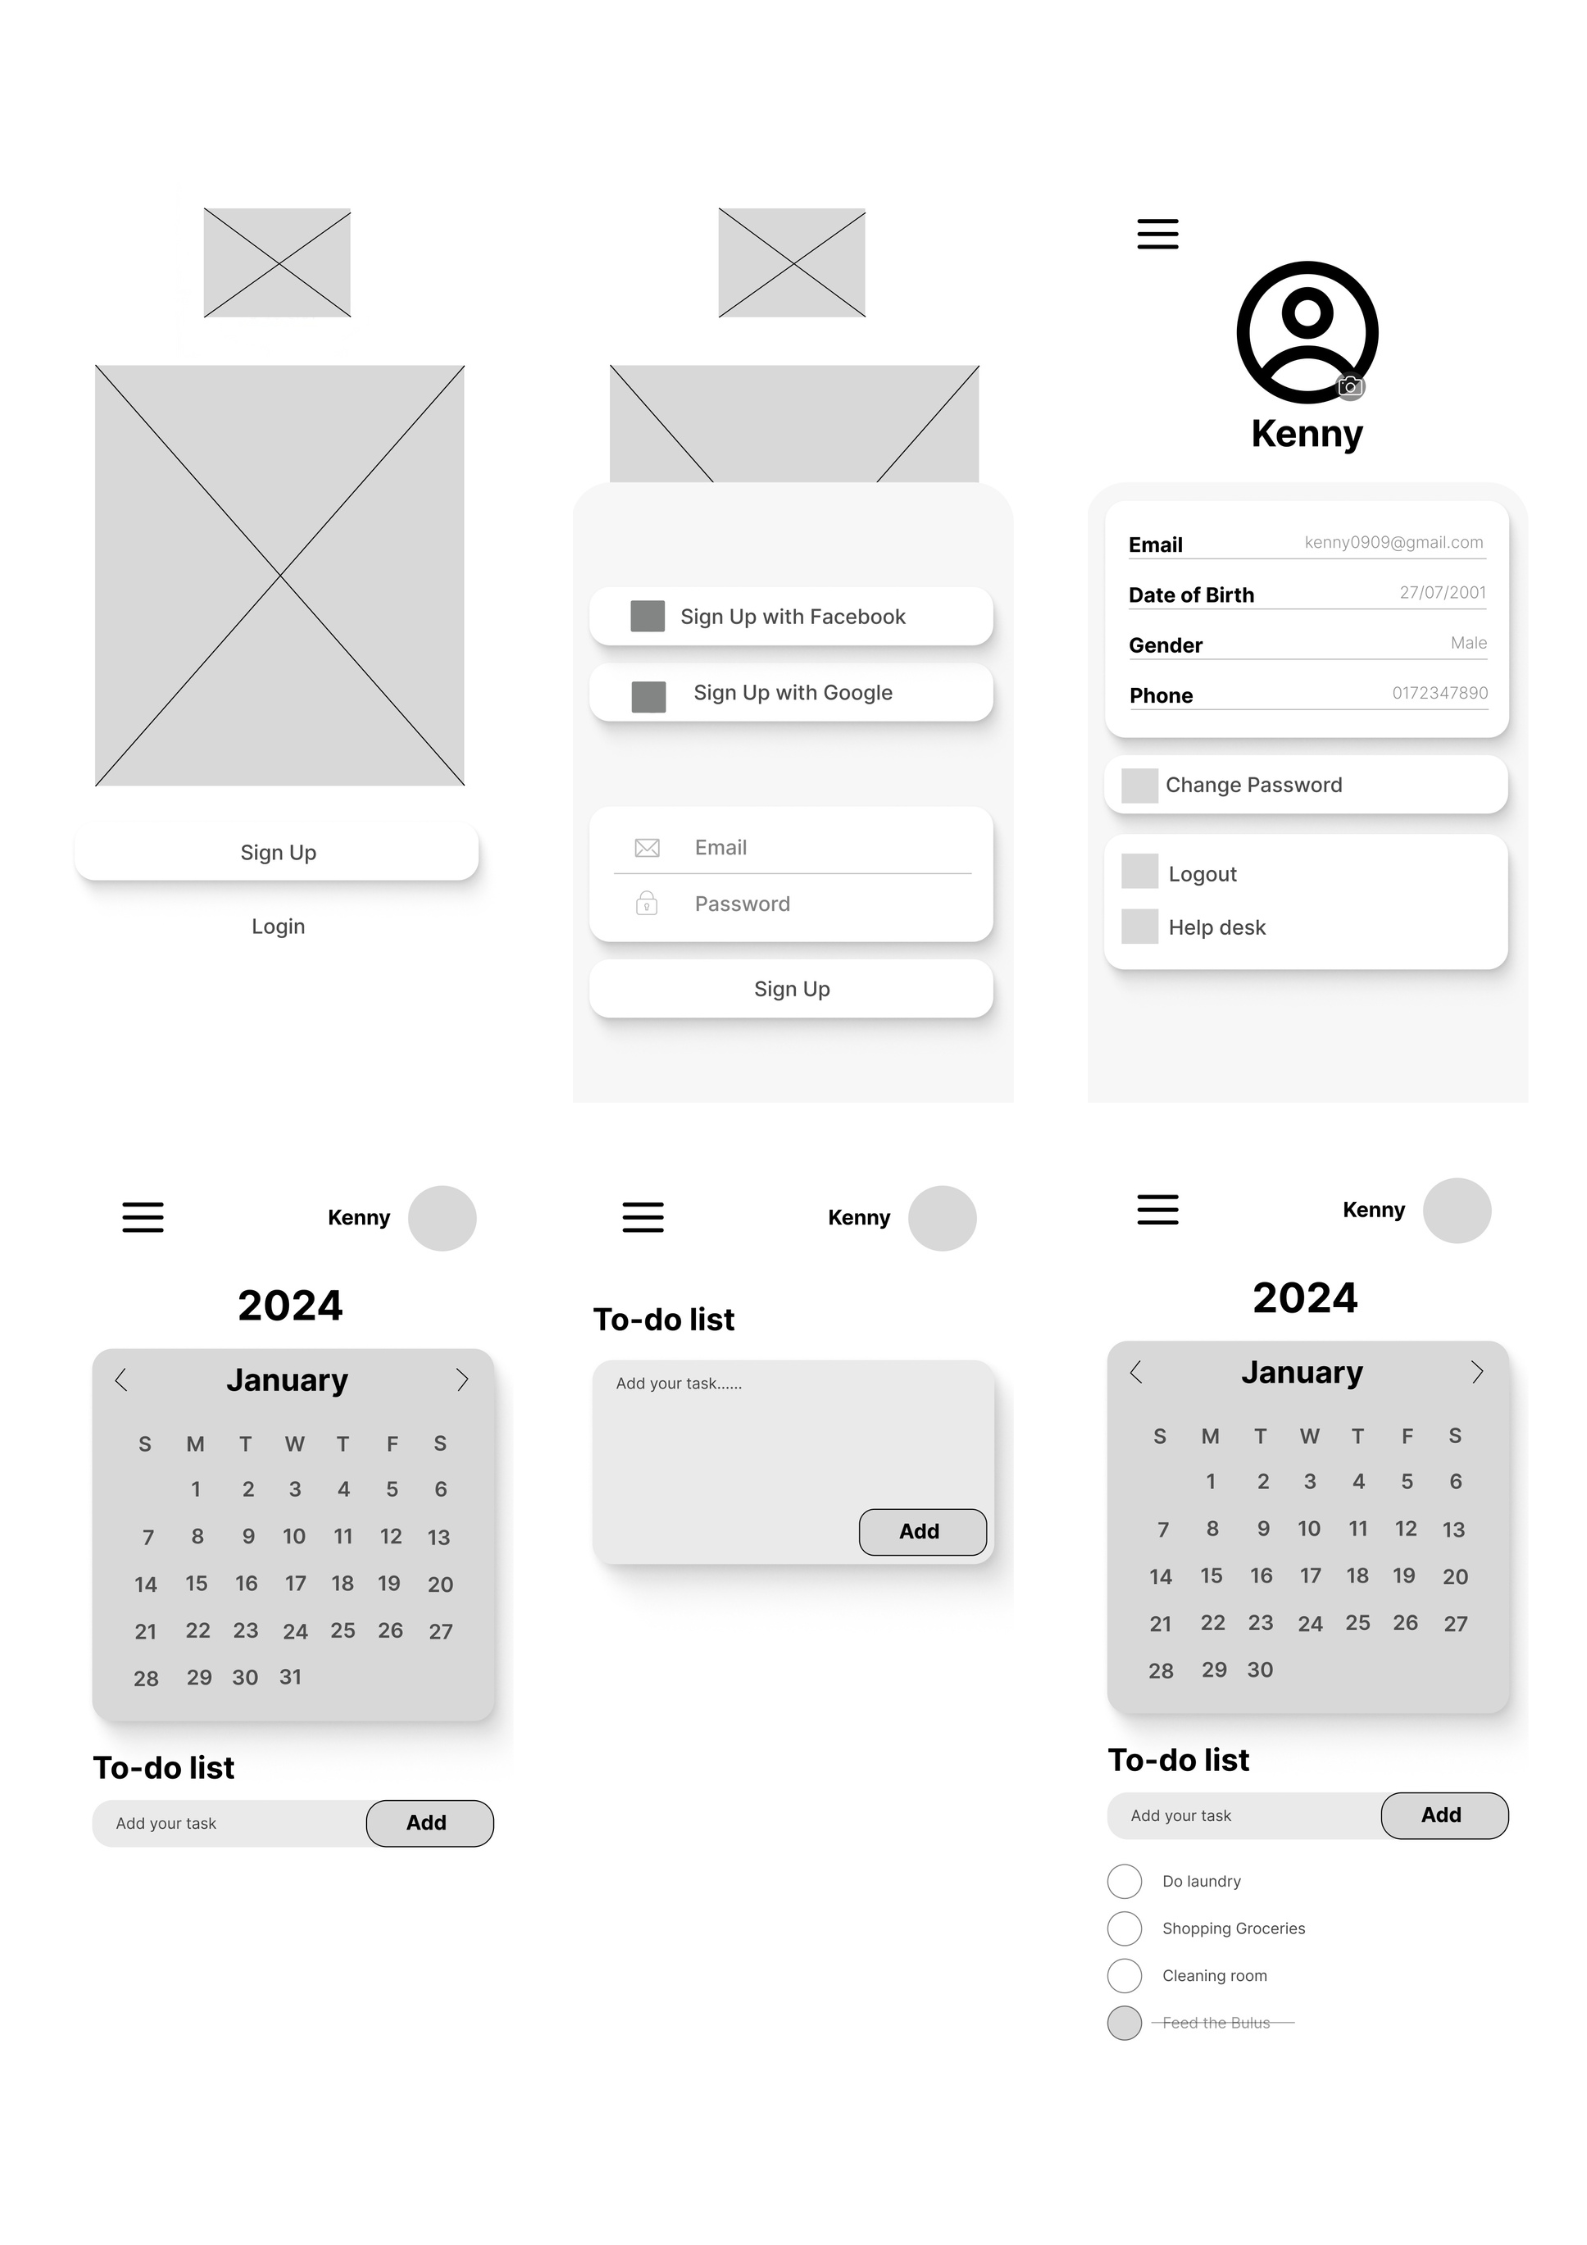 Sign Up
Login
Sign Up with Facebook
Sign Up with Google
Email
Password
Sign Up
Kenny
Email kenny0909@gmail.com
Date of Birth 27/07/2001
Gender Male
Phone 0172347890
Change Password
Logout
Help desk
Kenny
2024
January
S M T W T F S
1 2 3 4 5 6
7 8 9 10 11 12 13
14 15 16 17 18 19 20
21 22 23 24 25 26 27
28 29 30 31
To-do list
Add your task Add
Kenny
To-do list
Add your task......
Add
Kenny
2024
January
S M T W T F S
1 2 3 4 5 6
7 8 9 10 11 12 13
14 15 16 17 18 19 20
21 22 23 24 25 26 27
28 29 30
To-do list
Add your task Add
Do laundry
Shopping Groceries
Cleaning room
Feed the Bulus